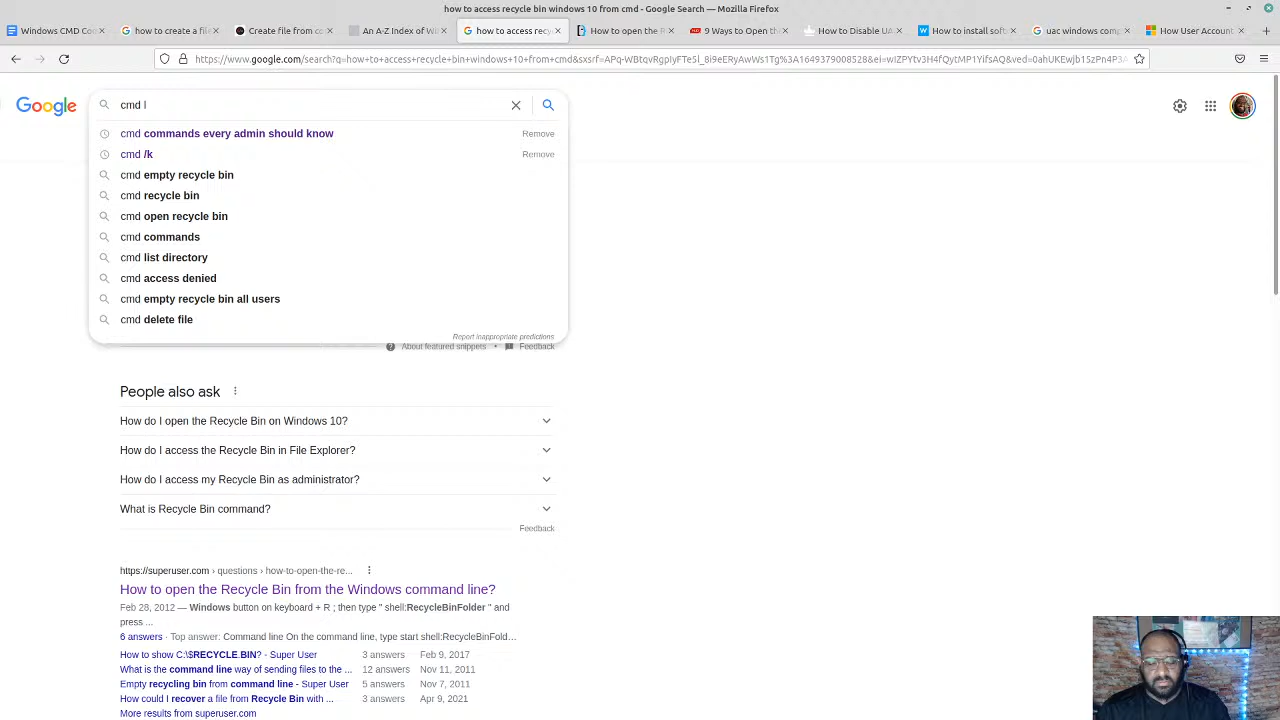 how to access recycle bin windows 10 from cmd - Google Search — Mozilla Firefox
Windows CMD Co
how to create a fil
Create file from co
An A-Z Index of W
how to access recy
How to open the R
9 Ways to Open th
How to Disable UA
How to install soft
uac windows com
How User Account
https://www.google.com/search?q=how+to+access+recycle+bin+windows+10+from+cmd&sxsrf=
Google
cmd l
cmd commands every admin should know Remove
cmd /k Remove
cmd empty recycle bin
cmd recycle bin
cmd open recycle bin
cmd commands
cmd list directory
cmd access denied
cmd empty recycle bin all users
cmd delete file
Report inappropriate predictions
About featured snippets • Feedback
People also ask
How do I open the Recycle Bin on Windows 10?
How do I access the Recycle Bin in File Explorer?
How do I access my Recycle Bin as administrator?
What is Recycle Bin command?
Feedback
https://superuser.com › questions › how-to-open-the-re...
How to open the Recycle Bin from the Windows command line?
Feb 28, 2012 — Windows button on keyboard + R ; then type " shell:RecycleBinFolder " and
press ...
6 answers · Top answer: Command line On the command line, type start shell:RecycleBinFold...
How to show C:\$RECYCLE.BIN? - Super User 3 answers Feb 9, 2017
What is the command line way of sending files to the ... 12 answers Nov 11, 2011
Empty recycling bin from command line - Super User 5 answers Nov 7, 2011
How could I recover a file from Recycle Bin with ... 3 answers Apr 9, 2021
More results from superuser.com